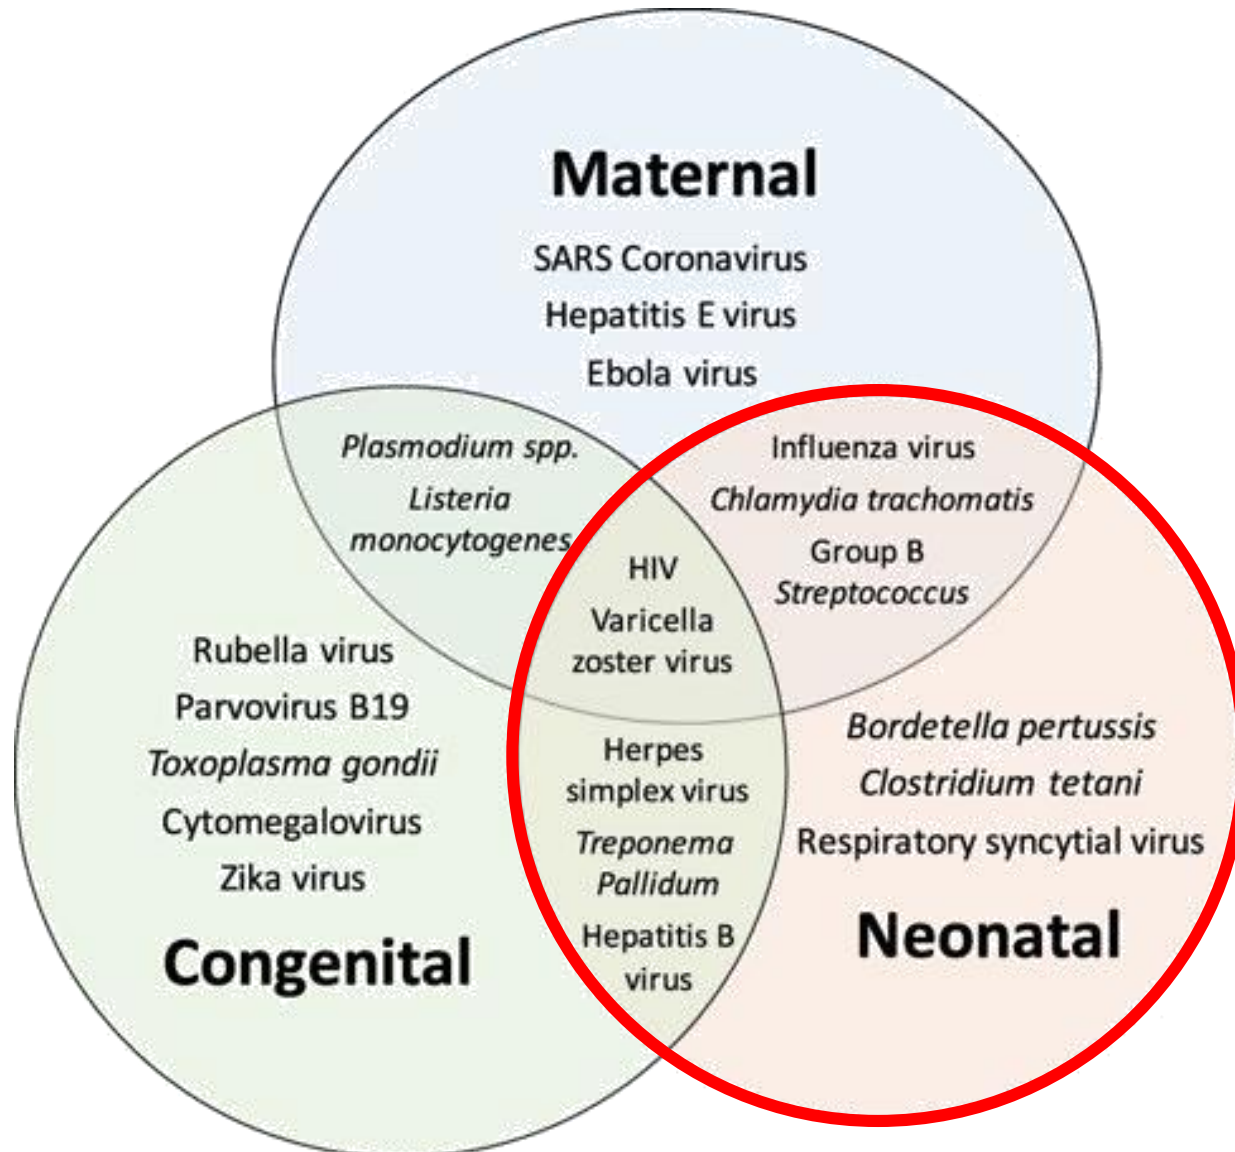 Maternal
SARS Coronavirus
Hepatitis E virus
Ebola virus
Plasmodium spp.
Listeria
monocytogenes
Influenza virus
Chlamydia trachomatis
Group B
Streptococcus
HIV
Varicella
zoster virus
Rubella virus
Parvovirus B19
Toxoplasma gondii
Cytomegalovirus
Zika virus
Congenital
Herpes
simplex virus
Treponema
Pallidum
Hepatitis B
virus
Bordetella pertussis
Clostridium tetani
Respiratory syncytial virus
Neonatal